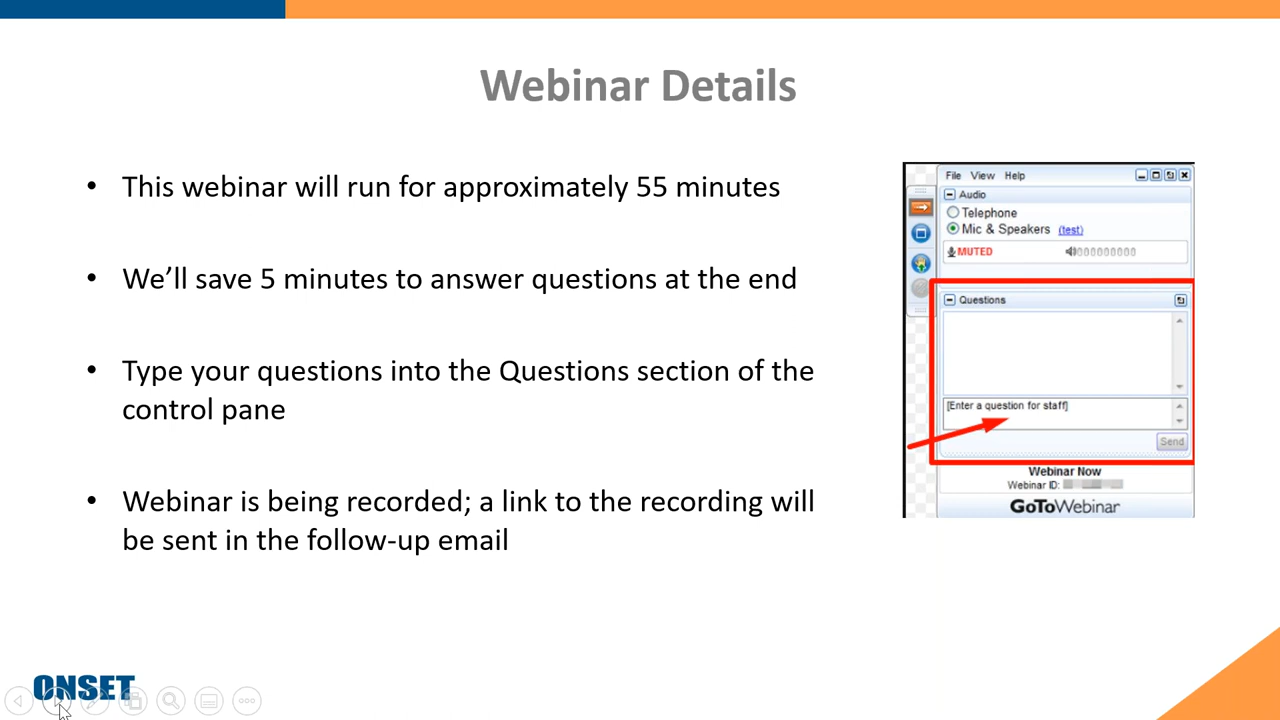 Webinar Details
• This webinar will run for approximately 55 minutes
• We’ll save 5 minutes to answer questions at the end
• Type your questions into the Questions section of the
control pane
• Webinar is being recorded; a link to the recording will
be sent in the follow-up email
File View Help
Audio
Telephone
Mic & Speakers (test)
MUTED
Questions
[Enter a question for staff]
Send
Webinar Now
Webinar ID:
GoToWebinar
ONSET